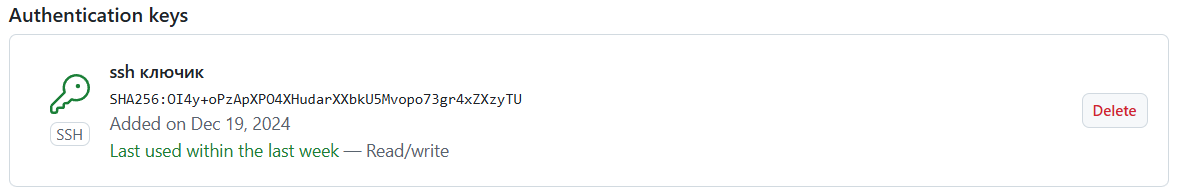 Authentication keys
ssh ключик
SHA256:OI4y+oPzApXPO4XHudarXXbkU5Mvopo73gr4xZXzyTU
SSH
Added on Dec 19, 2024
Last used within the last week — Read/write
Delete